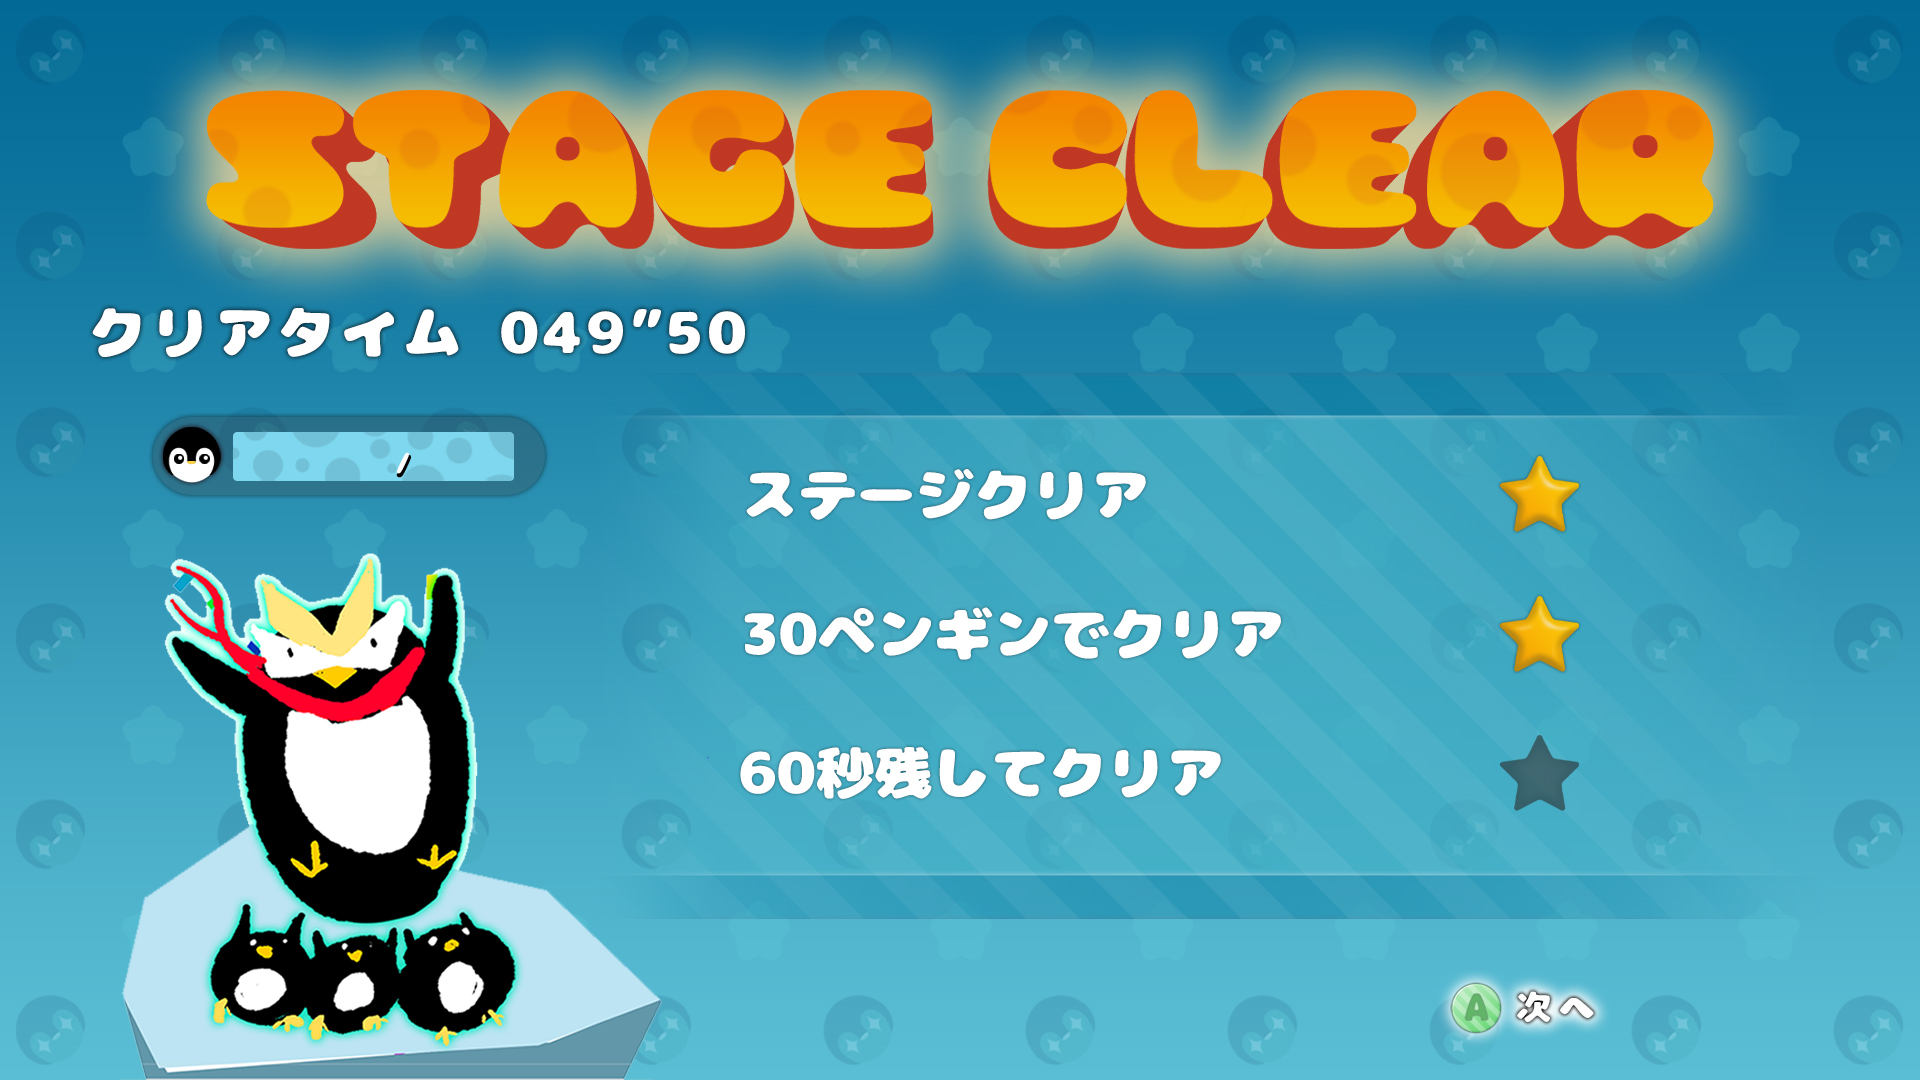 STAGE CLEAR
クリアタイム 049″50
/
ステージクリア
30ペンギンでクリア
60秒残してクリア
A 次へ